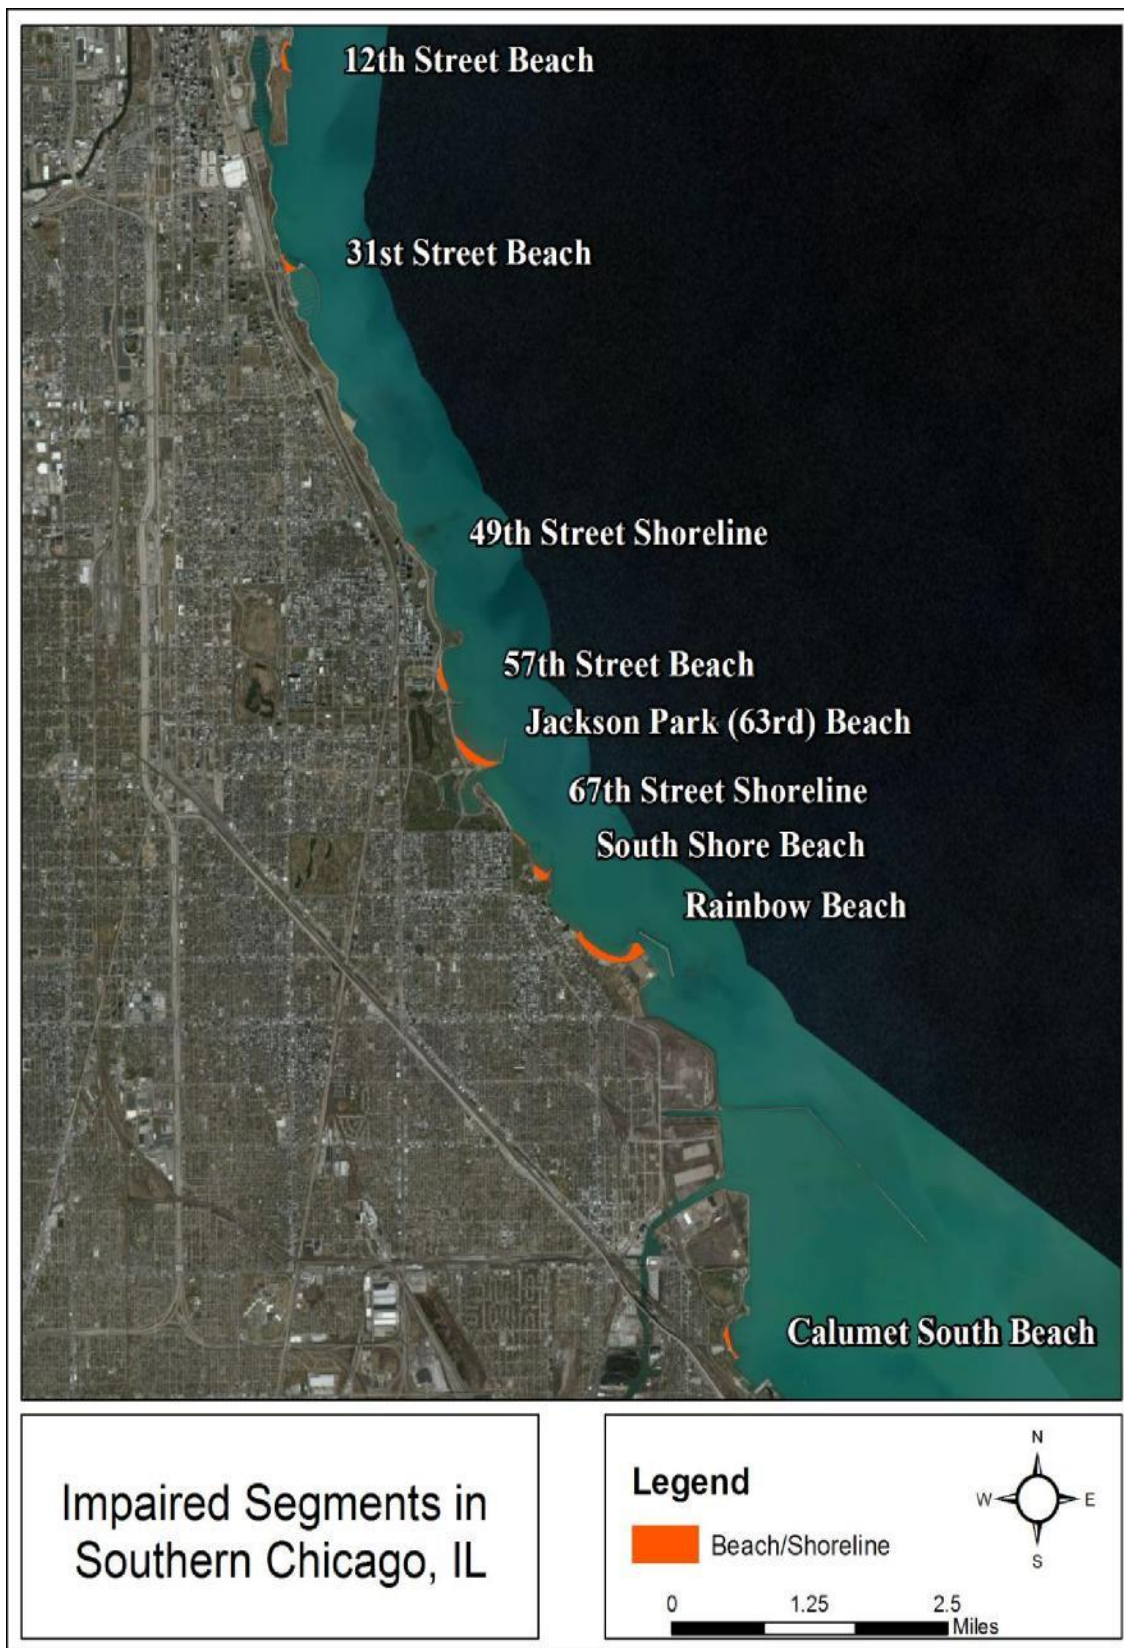 12th Street Beach
31st Street Beach
49th Street Shoreline
57th Street Beach
Jackson Park (63rd) Beach
67th Street Shoreline
South Shore Beach
Rainbow Beach
Calumet South Beach
Impaired Segments in
Southern Chicago, IL
Legend
Beach/Shoreline
N
W E
S
0 1.25 2.5
Miles